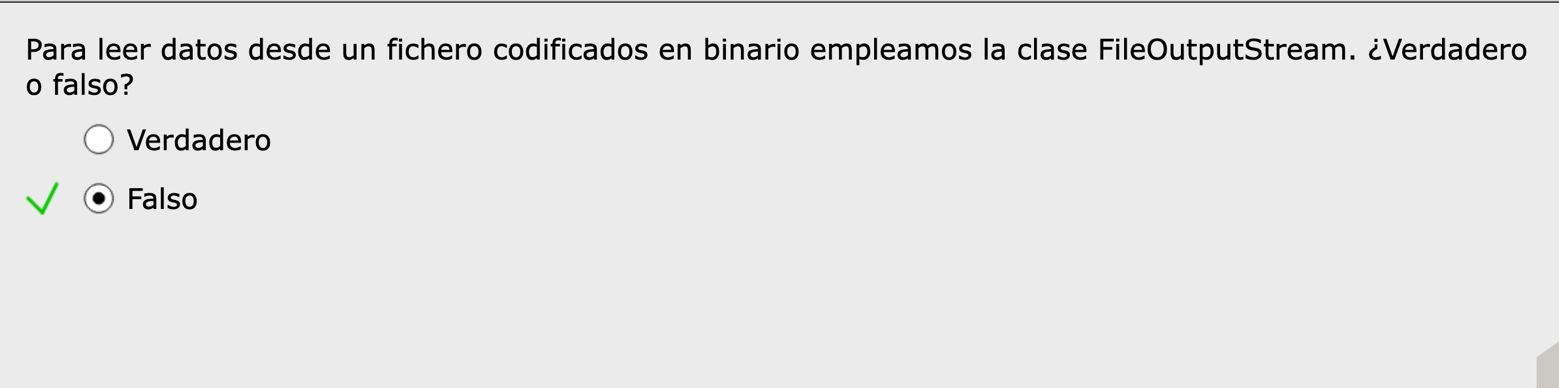 Para leer datos desde un fichero codificados en binario empleamos la clase FileOutputStream. ¿Verdadero
o falso?
Verdadero
Falso